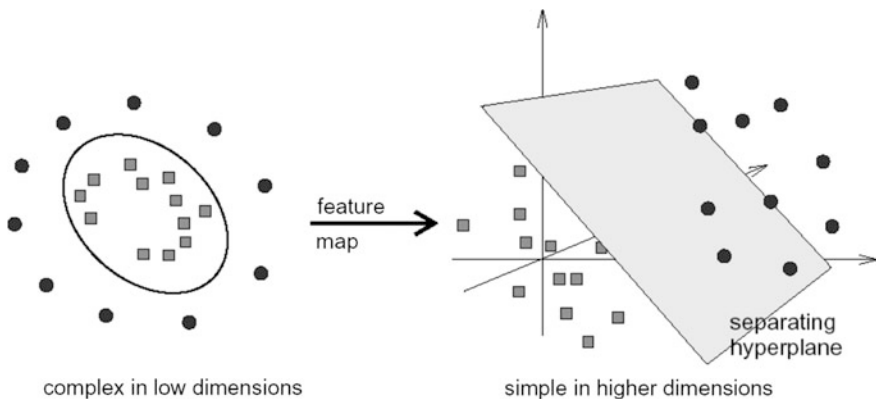 feature
map
separating
hyperplane
complex in low dimensions
simple in higher dimensions